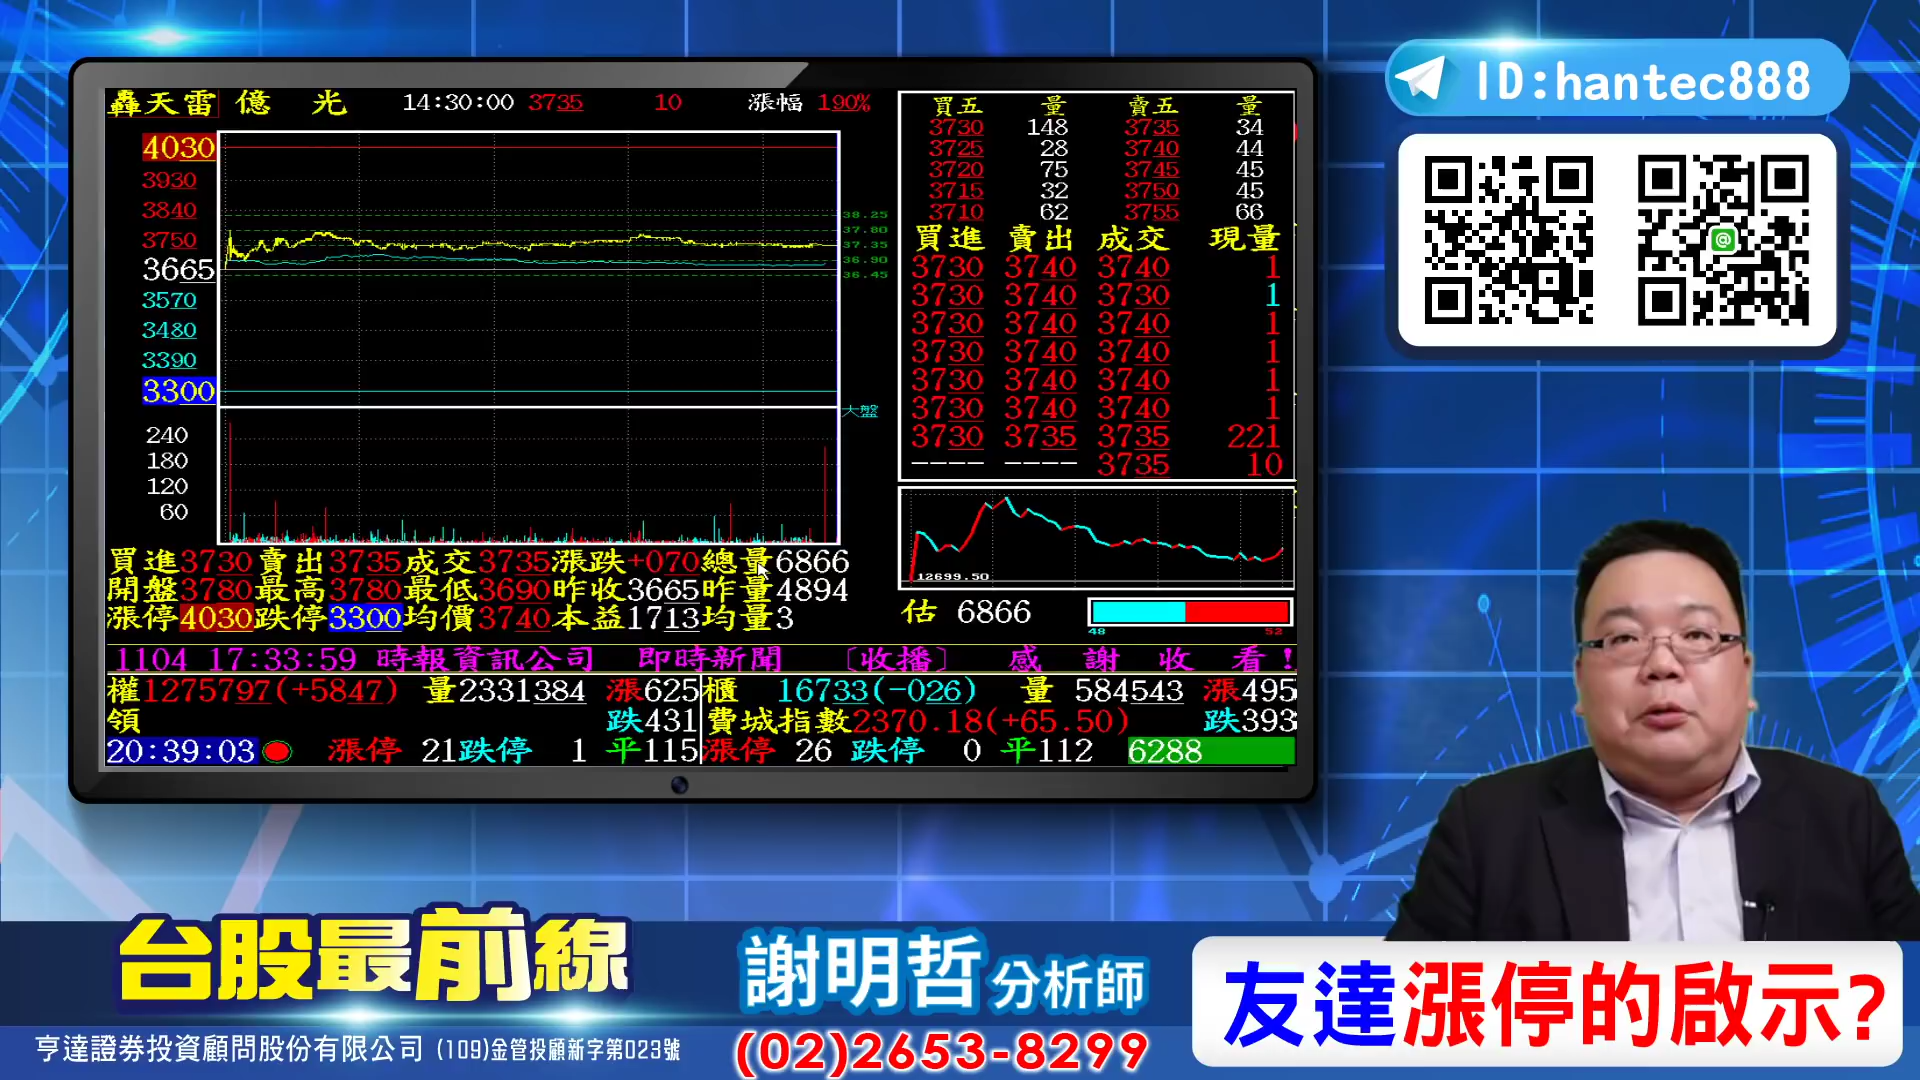 ID:hantec888
轟天雷 億 光 14:30:00 3735 10 漲幅 190%
4030
3930
3840
3750
3665
3570
3480
3390
3300
38.25
37.80
37.35
36.90
36.45
大盤
240
180
120
60
買五 量 賣五 量
3730 148 3735 34
3725 28 3740 44
3720 75 3745 45
3715 32 3750 45
3710 62 3755 66
買進 賣出 成交 現量
3730 3740 3740 1
3730 3740 3730 1
3730 3740 3740 1
3730 3740 3740 1
3730 3740 3740 1
3730 3740 3740 1
3730 3735 3735 221
---- ---- 3735 10
12699.50
估 6866
48 52
買進3730賣出3735成交3735漲跌+070總量6866
開盤3780最高3780最低3690昨收3665昨量4894
漲停4030跌停3300均價3740本益1713均量3
1104 17:33:59 時報資訊公司 即時新聞 〔收播〕 感 謝 收 看!
權1275797(+5847) 量2331384 漲625 櫃 16733(-026) 量 584543 漲495
領 跌431 費城指數2370.18(+65.50) 跌393
20:39:03 漲停 21跌停 1 平115 漲停 26 跌停 0 平112 6288
台股最前線
亨達證券投資顧問股份有限公司 (109)金管投顧新字第023號
謝明哲 分析師
(02)2653-8299
友達漲停的啟示?